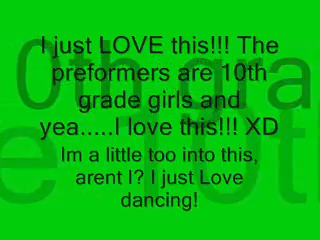 I just LOVE this!!! The
preformers are 10th
grade girls and
yea.....I love this!!! XD
Im a little too into this,
arent I? I just Love
dancing!